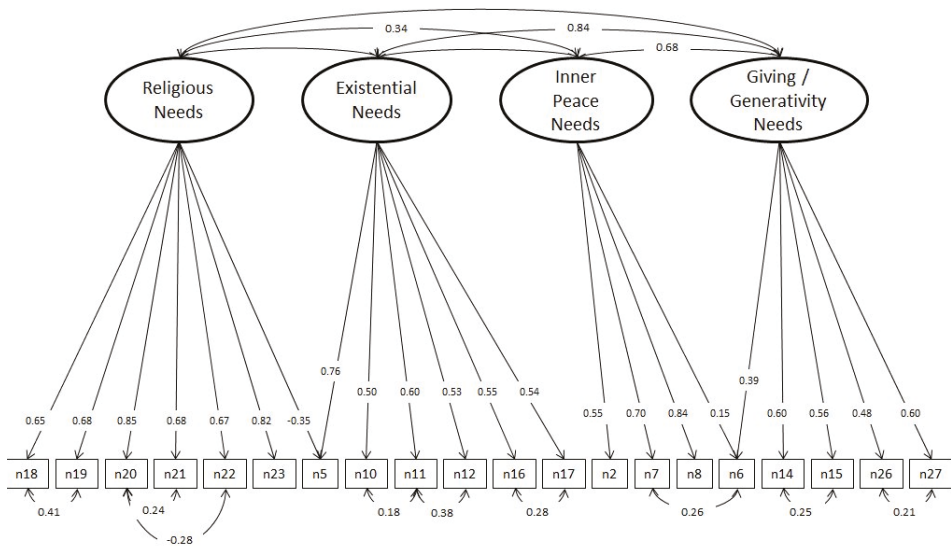 0.34
0.84
0.68
Religious
Needs
Existential
Needs
Inner
Peace
Needs
Giving /
Generativity
Needs
0.76
0.39
0.50
0.60
0.53
0.55
0.54
0.65
0.68
0.85
0.68
0.67
0.82
-0.35
0.55
0.70
0.84
0.15
0.60
0.56
0.48
0.60
n18
n19
n20
n21
n22
n23
n5
n10
n11
n12
n16
n17
n2
n7
n8
n6
n14
n15
n26
n27
0.41
0.24
-0.28
0.18
0.38
0.28
0.26
0.25
0.21